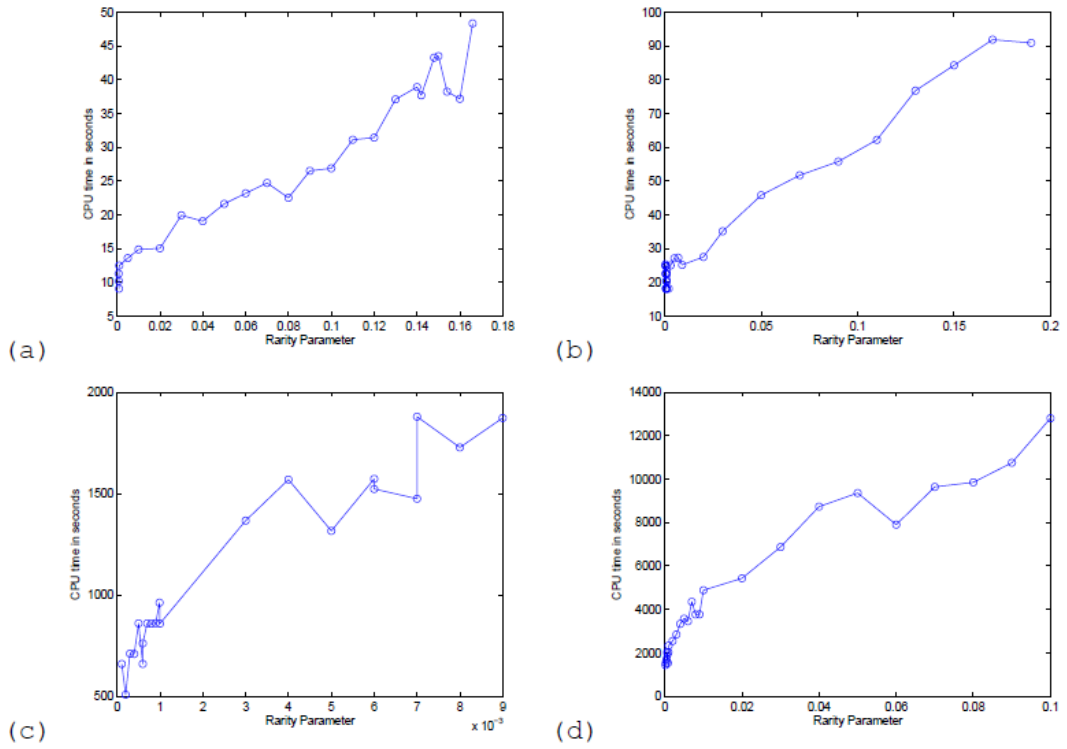 50
45
40
35
30
25
20
15
10
5
CPU time in seconds
0 0.02 0.04 0.06 0.08 0.1 0.12 0.14 0.16 0.18
Rarity Parameter
(a)
100
90
80
70
60
50
40
30
20
10
CPU time in seconds
0 0.05 0.1 0.15 0.2
Rarity Parameter
(b)
2000
1500
1000
500
CPU time in seconds
0 1 2 3 4 5 6 7 8 9
Rarity Parameter
x 10⁻³
(c)
14000
12000
10000
8000
6000
4000
2000
0
CPU time in seconds
0 0.02 0.04 0.06 0.08 0.1
Rarity Parameter
(d)